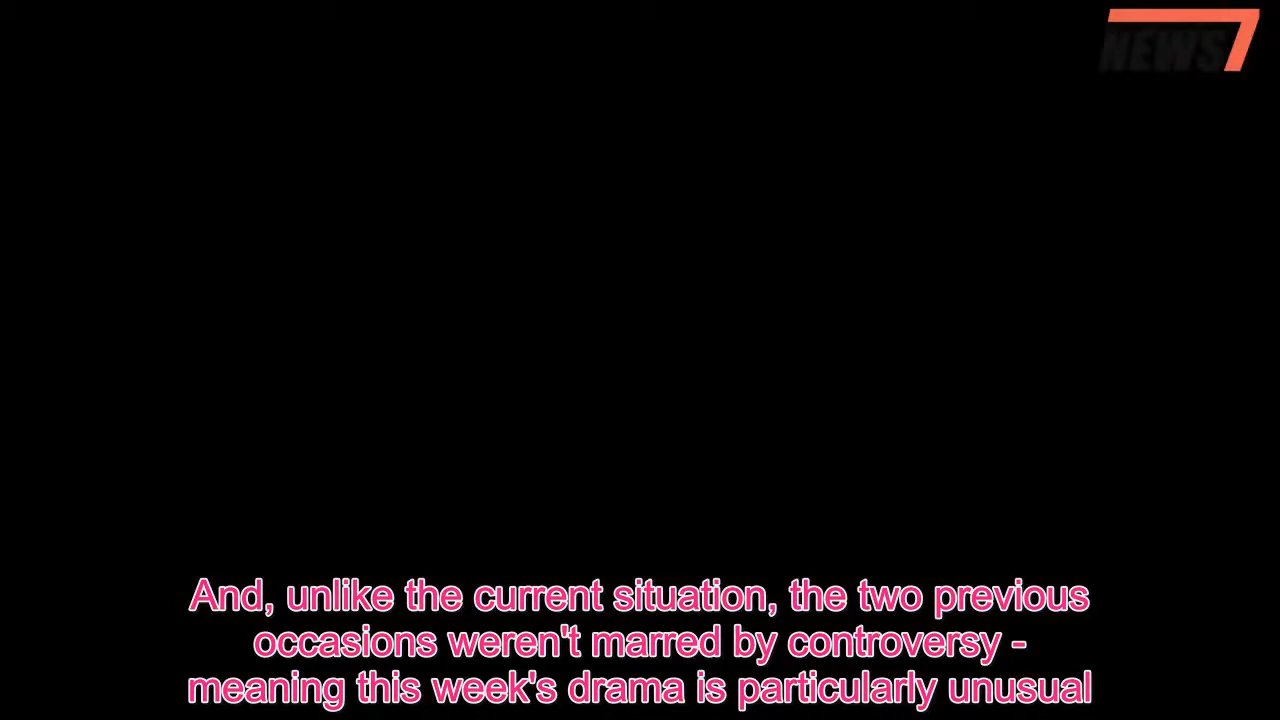 NEWS7
And, unlike the current situation, the two previous
occasions weren't marred by controversy -
meaning this week's drama is particularly unusual